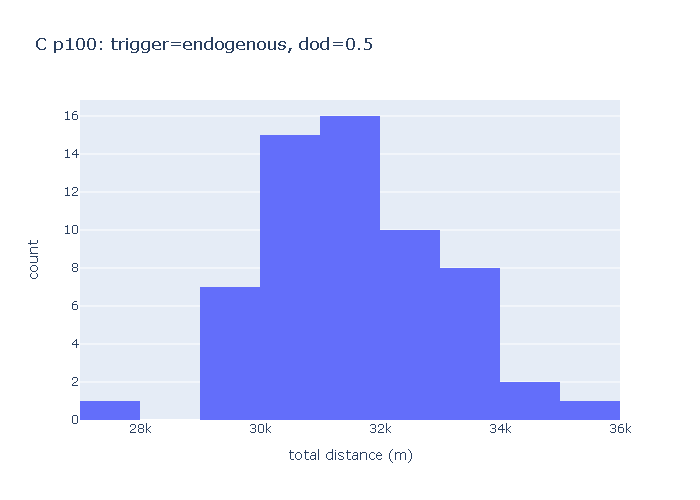 C p100: trigger=endogenous, dod=0.5
16
14
12
10
8
6
4
2
0
count
28k 30k 32k 34k 36k
total distance (m)